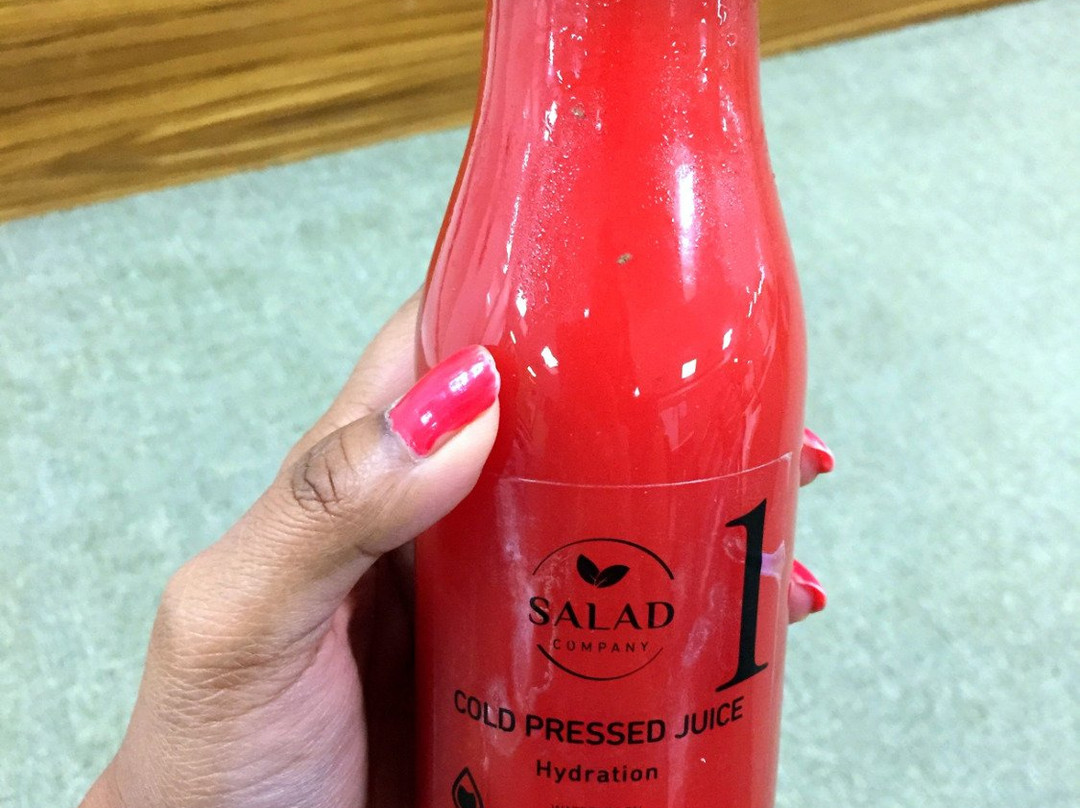 1
SALAD
COMPANY
COLD PRESSED JUICE
Hydration